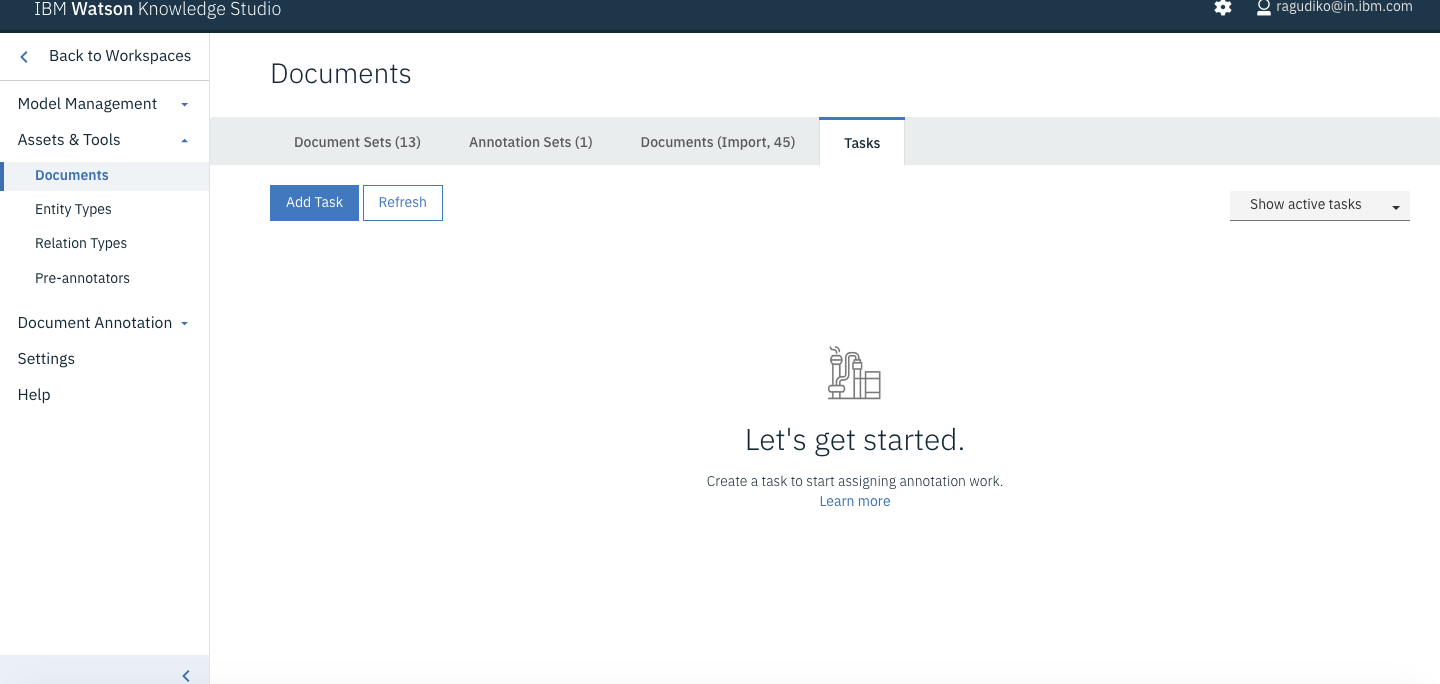 IBM Watson Knowledge Studio
ragudiko@in.ibm.com
Back to Workspaces
Model Management
Assets & Tools
Documents
Entity Types
Relation Types
Pre-annotators
Document Annotation
Settings
Help
Documents
Document Sets (13)
Annotation Sets (1)
Documents (Import, 45)
Tasks
Add Task
Refresh
Show active tasks
Let's get started.
Create a task to start assigning annotation work.
Learn more